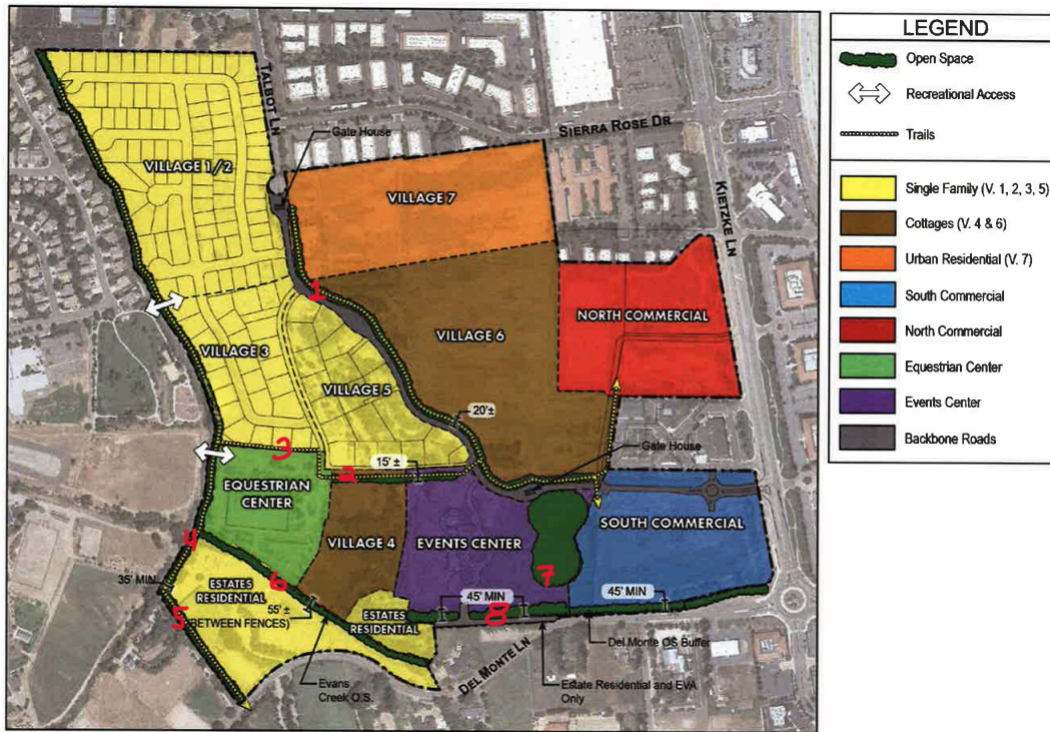 TALBOT LN
Gate House
SIERRA ROSE DR
VILLAGE 1/2
VILLAGE 7
KIETZKE LN
1
NORTH COMMERCIAL
VILLAGE 6
VILLAGE 3
VILLAGE 5
20'±
Gate House
3
15' ±
2
EQUESTRIAN
CENTER
SOUTH COMMERCIAL
VILLAGE 4
EVENTS CENTER
4
7
35' MIN
ESTATES
RESIDENTIAL
6
45' MIN
45' MIN
5
55' ±
(BETWEEN FENCES)
ESTATES
RESIDENTIAL
8
Del Monte OS Buffer
DEL MONTE LN
Evans
Creek O.S.
Estate Residential and EVA
Only
LEGEND
Open Space
Recreational Access
Trails
Single Family (V. 1, 2, 3, 5)
Cottages (V. 4 & 6)
Urban Residential (V. 7)
South Commercial
North Commercial
Equestrian Center
Events Center
Backbone Roads